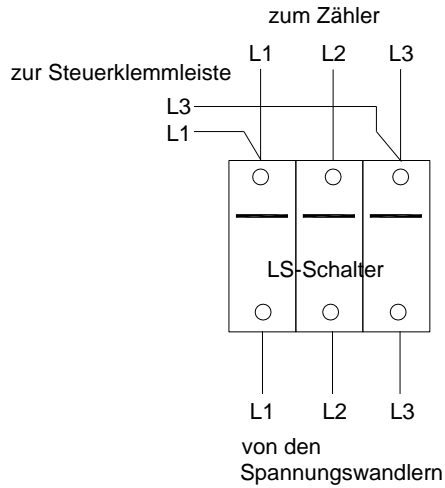 zum Zähler
L1 L2 L3
zur Steuerklemmleiste
L3
L1
LS-Schalter
L1 L2 L3
von den
Spannungswandlern